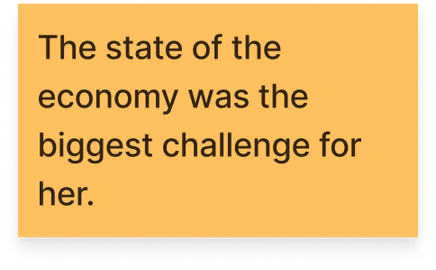 The state of the
economy was the
biggest challenge for
her.